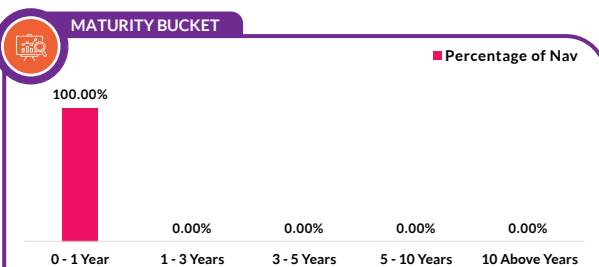 MATURITY BUCKET
Percentage of Nav
100.00%
0.00% 0.00% 0.00% 0.00%
0 - 1 Year 1 - 3 Years 3 - 5 Years 5 - 10 Years 10 Above Years